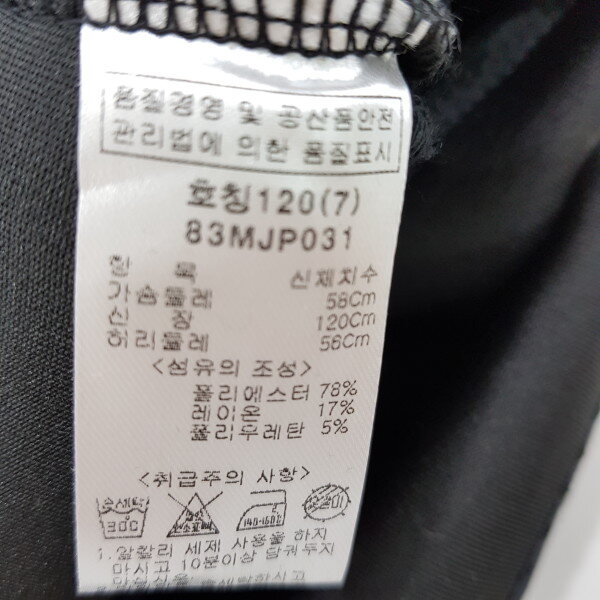 품질경영 및 공산품안전
관리법에 의한 품질표시
호칭120(7)
83MJP031
항 목 신체치수
가슴둘레 58Cm
신 장 120Cm
허리둘레 56Cm
<섬유의 조성>
폴리에스터 78%
레이온 17%
폴리우레탄 5%
<취급주의 사항>
손세탁 30C 140-160℃
1. 알칼리 세제 사용을 하지
마시고 10분이상 담궈두지